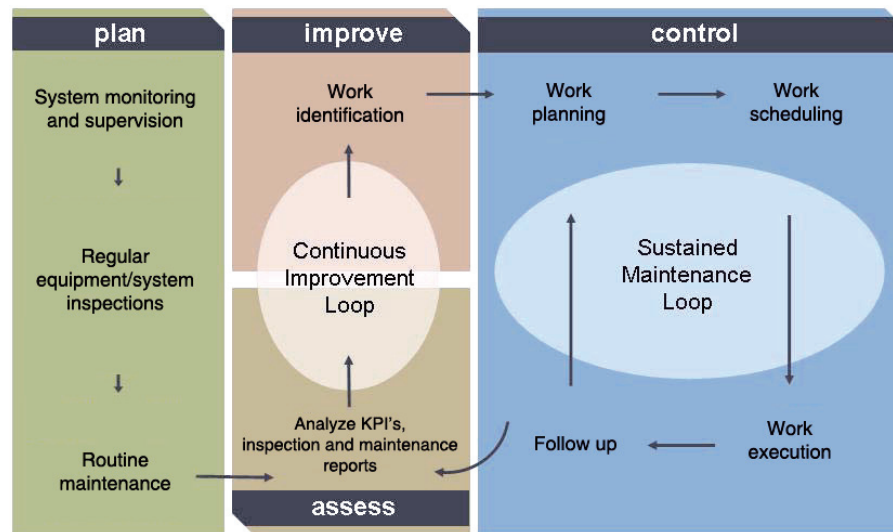 plan
System monitoring
and supervision
Regular
equipment/system
inspections
Routine
maintenance
improve
Work
identification
Continuous
Improvement
Loop
Analyze KPI's,
inspection and maintenance
reports
assess
control
Work
planning
Work
scheduling
Sustained
Maintenance
Loop
Follow up
Work
execution